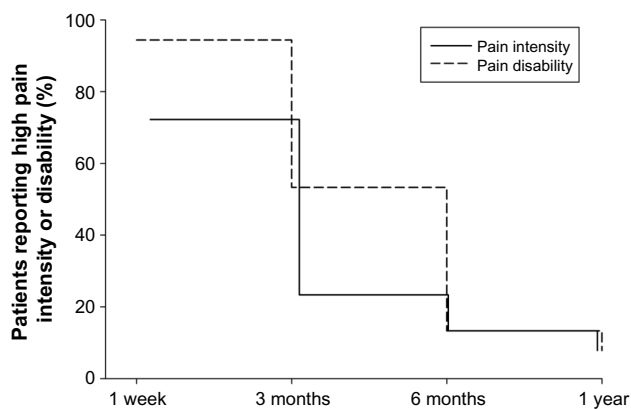 Patients reporting high pain
intensity or disability (%)
100
80
60
40
20
0
Pain intensity
Pain disability
1 week
3 months
6 months
1 year